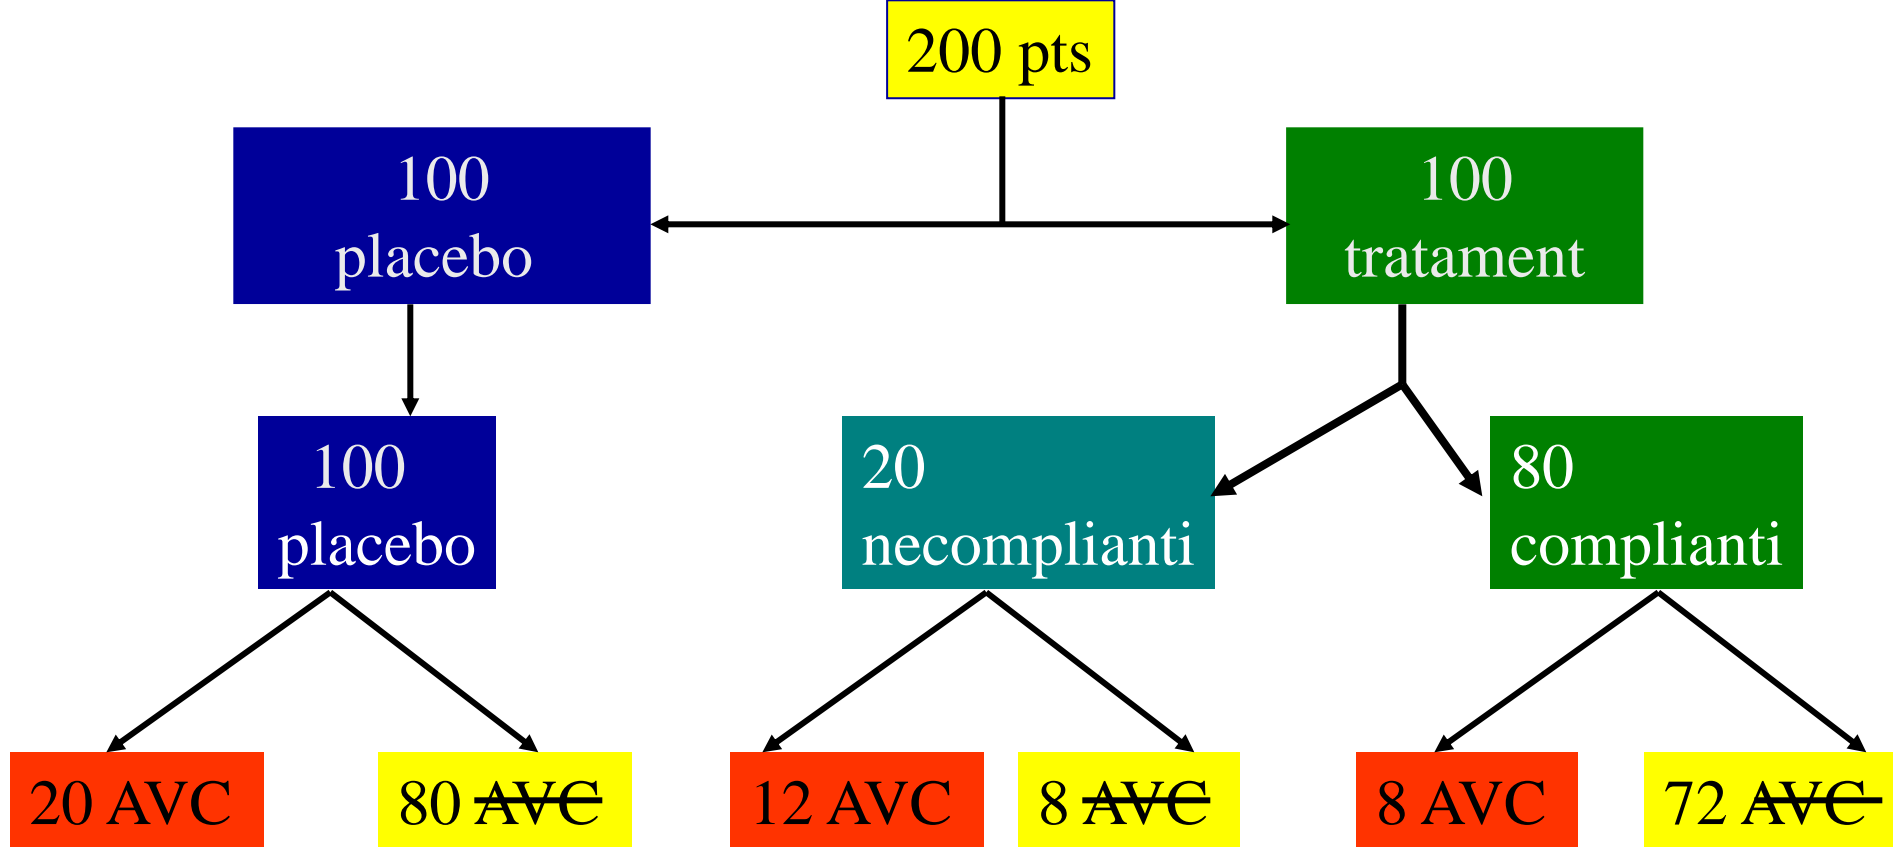 200 pts
100
placebo
100
tratament
100
placebo
20
necomplianti
80
complianti
20 AVC
80 AVC
12 AVC
8 AVC
8 AVC
72 AVC